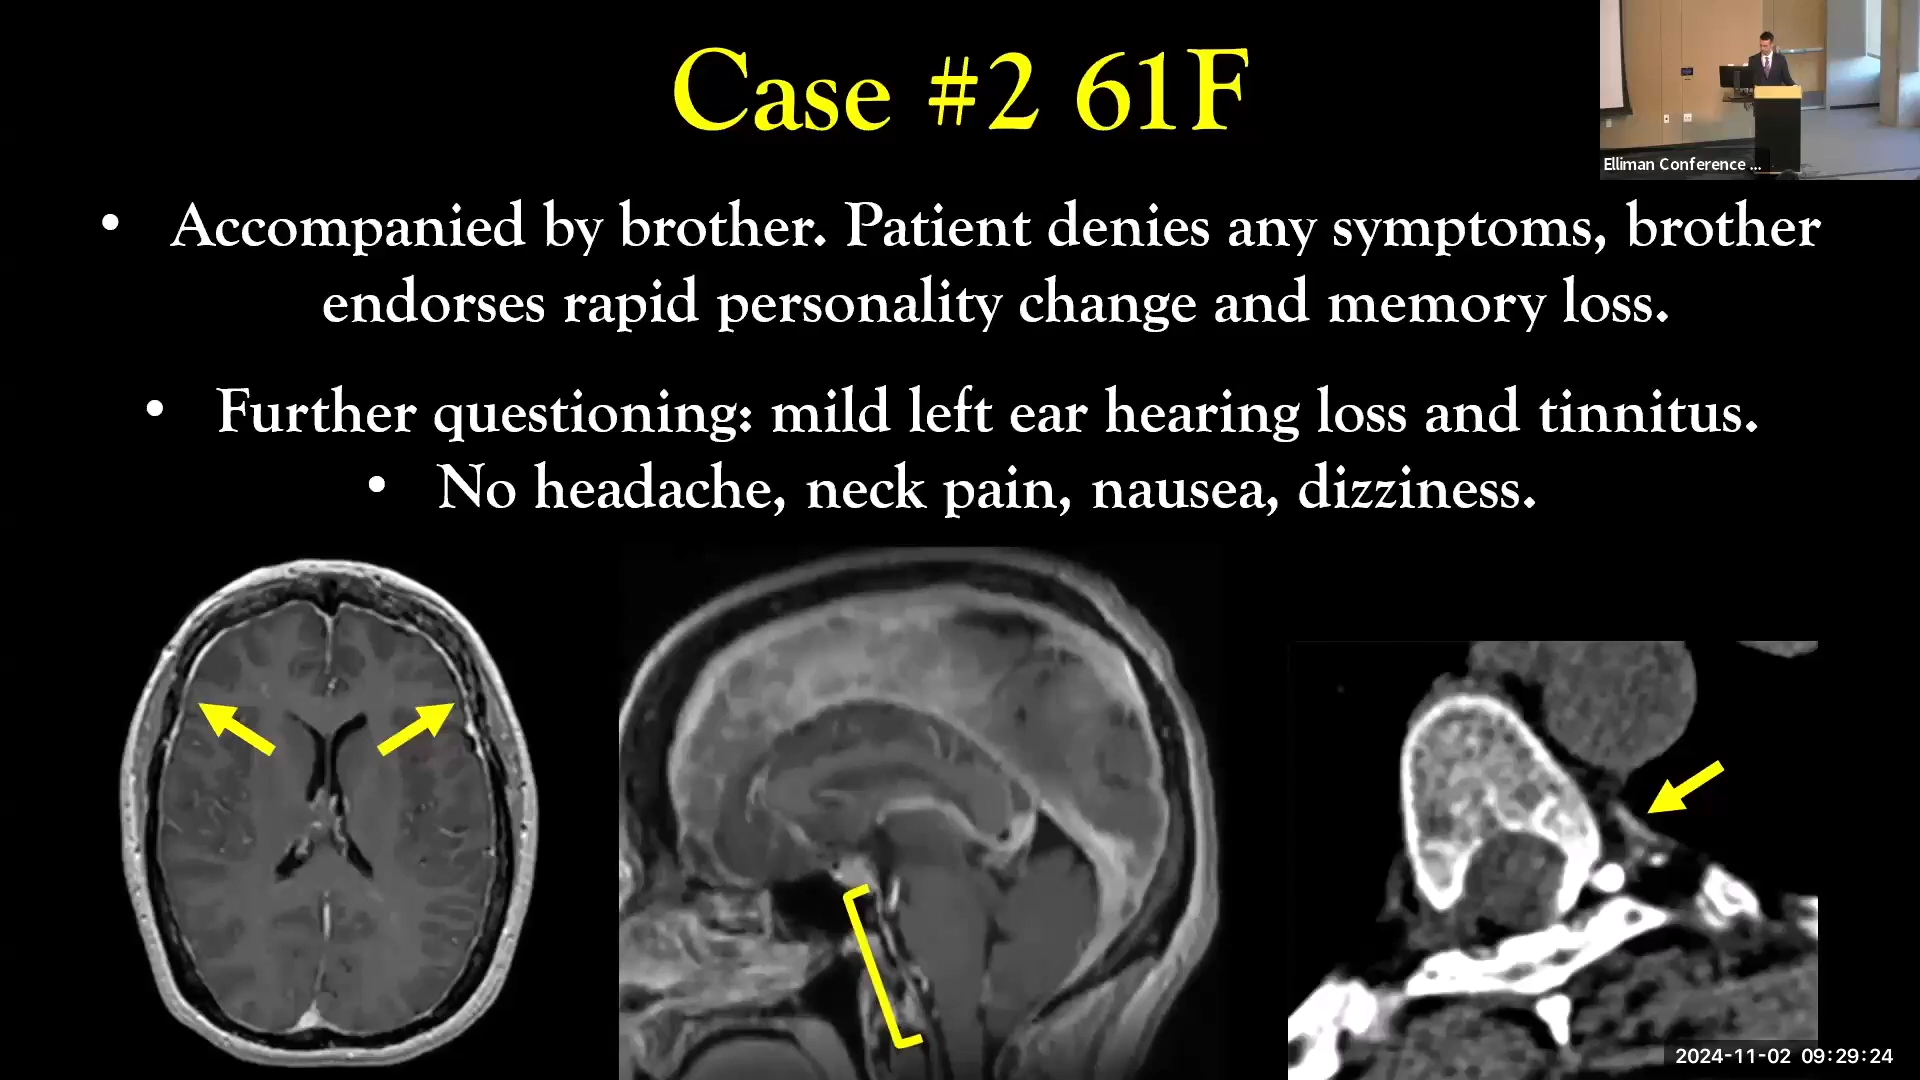 Case #2 61F
Elliman Conference ...
• Accompanied by brother. Patient denies any symptoms, brother
endorses rapid personality change and memory loss.
• Further questioning: mild left ear hearing loss and tinnitus.
• No headache, neck pain, nausea, dizziness.
2024-11-02 09:29:24